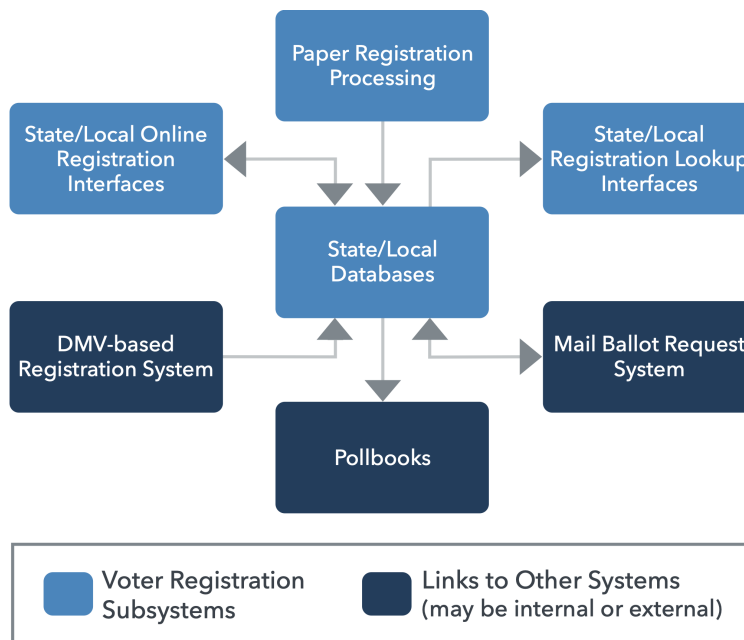 Paper Registration
Processing
State/Local Online
Registration
Interfaces
State/Local
Registration Lookup
Interfaces
State/Local
Databases
DMV-based
Registration System
Mail Ballot Request
System
Pollbooks
Voter Registration
Subsystems
Links to Other Systems
(may be internal or external)